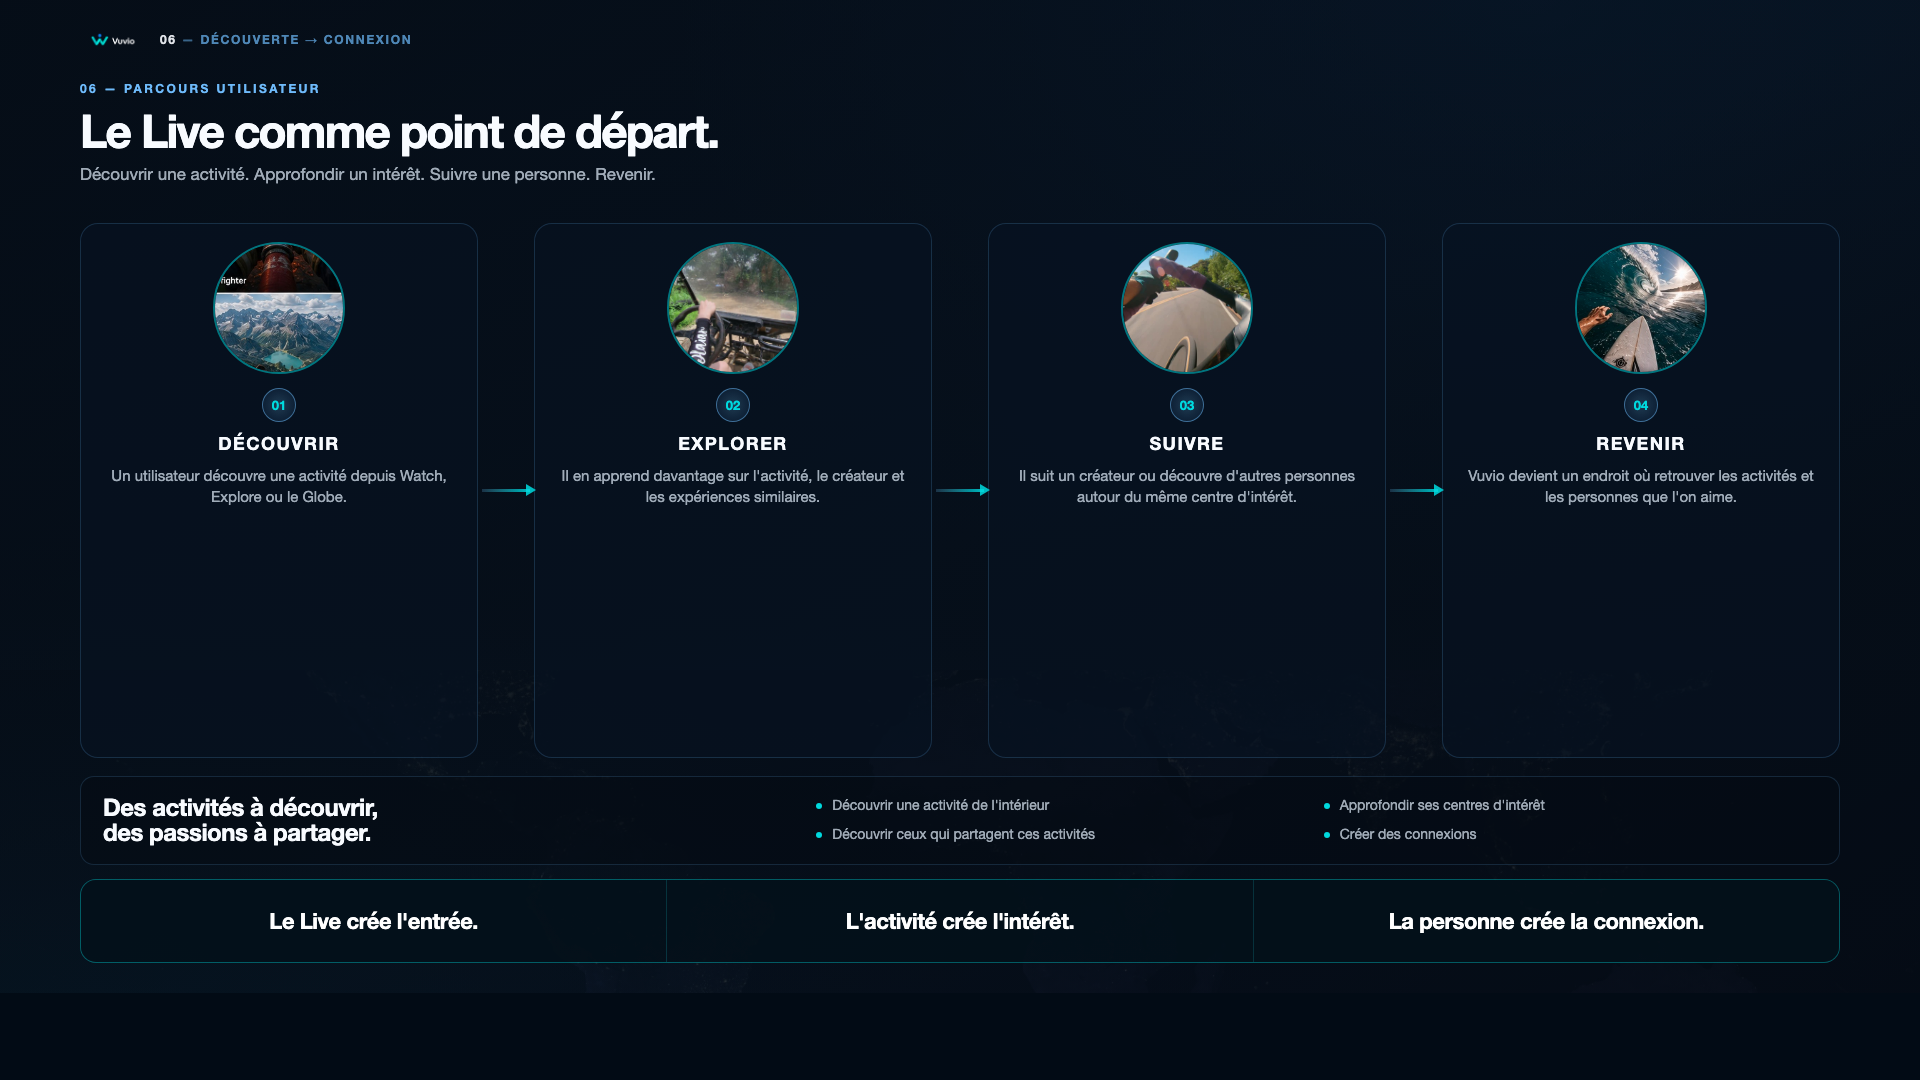 Vuvio
06 — DÉCOUVERTE → CONNEXION
06 — PARCOURS UTILISATEUR
Le Live comme point de départ.
Découvrir une activité. Approfondir un intérêt. Suivre une personne. Revenir.
fighter
01
DÉCOUVRIR
Un utilisateur découvre une activité depuis Watch,
Explore ou le Globe.
02
EXPLORER
Il en apprend davantage sur l'activité, le créateur et
les expériences similaires.
03
SUIVRE
Il suit un créateur ou découvre d'autres personnes
autour du même centre d'intérêt.
04
REVENIR
Vuvio devient un endroit où retrouver les activités et
les personnes que l'on aime.
Des activités à découvrir,
des passions à partager.
Découvrir une activité de l'intérieur
Découvrir ceux qui partagent ces activités
Approfondir ses centres d'intérêt
Créer des connexions
Le Live crée l'entrée.
L'activité crée l'intérêt.
La personne crée la connexion.